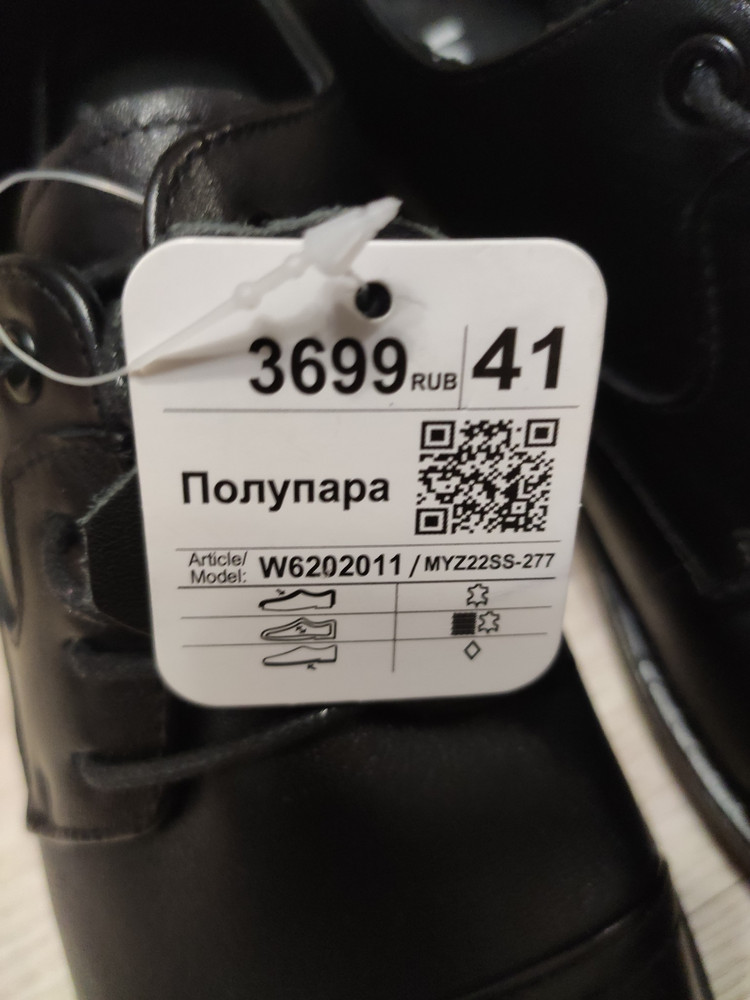 3699 RUB 41
Полупара
Article/
Model: W6202011 / MYZ22SS-277